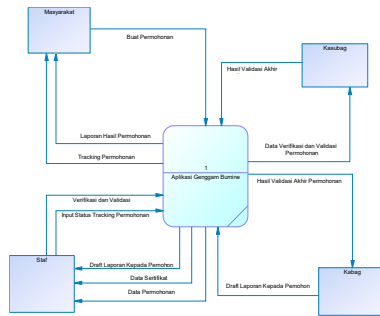 Masyarakat
Buat Permohonan
Kasubag
Hasil Validasi Akhir
Laporan Hasil Permohonan
Data Verifikasi dan Validasi
Permohonan
Tracking Permohonan
1
Aplikasi Genggam Bumine
Hasil Validasi Akhir Permohonan
Verifikasi dan Validasi
Input Status Tracking Permohonan
Staf
Draft Laporan Kepada Pemohon
Data Sertifikat
Data Permohonan
Kabag
Draft Laporan Kepada Pemohon